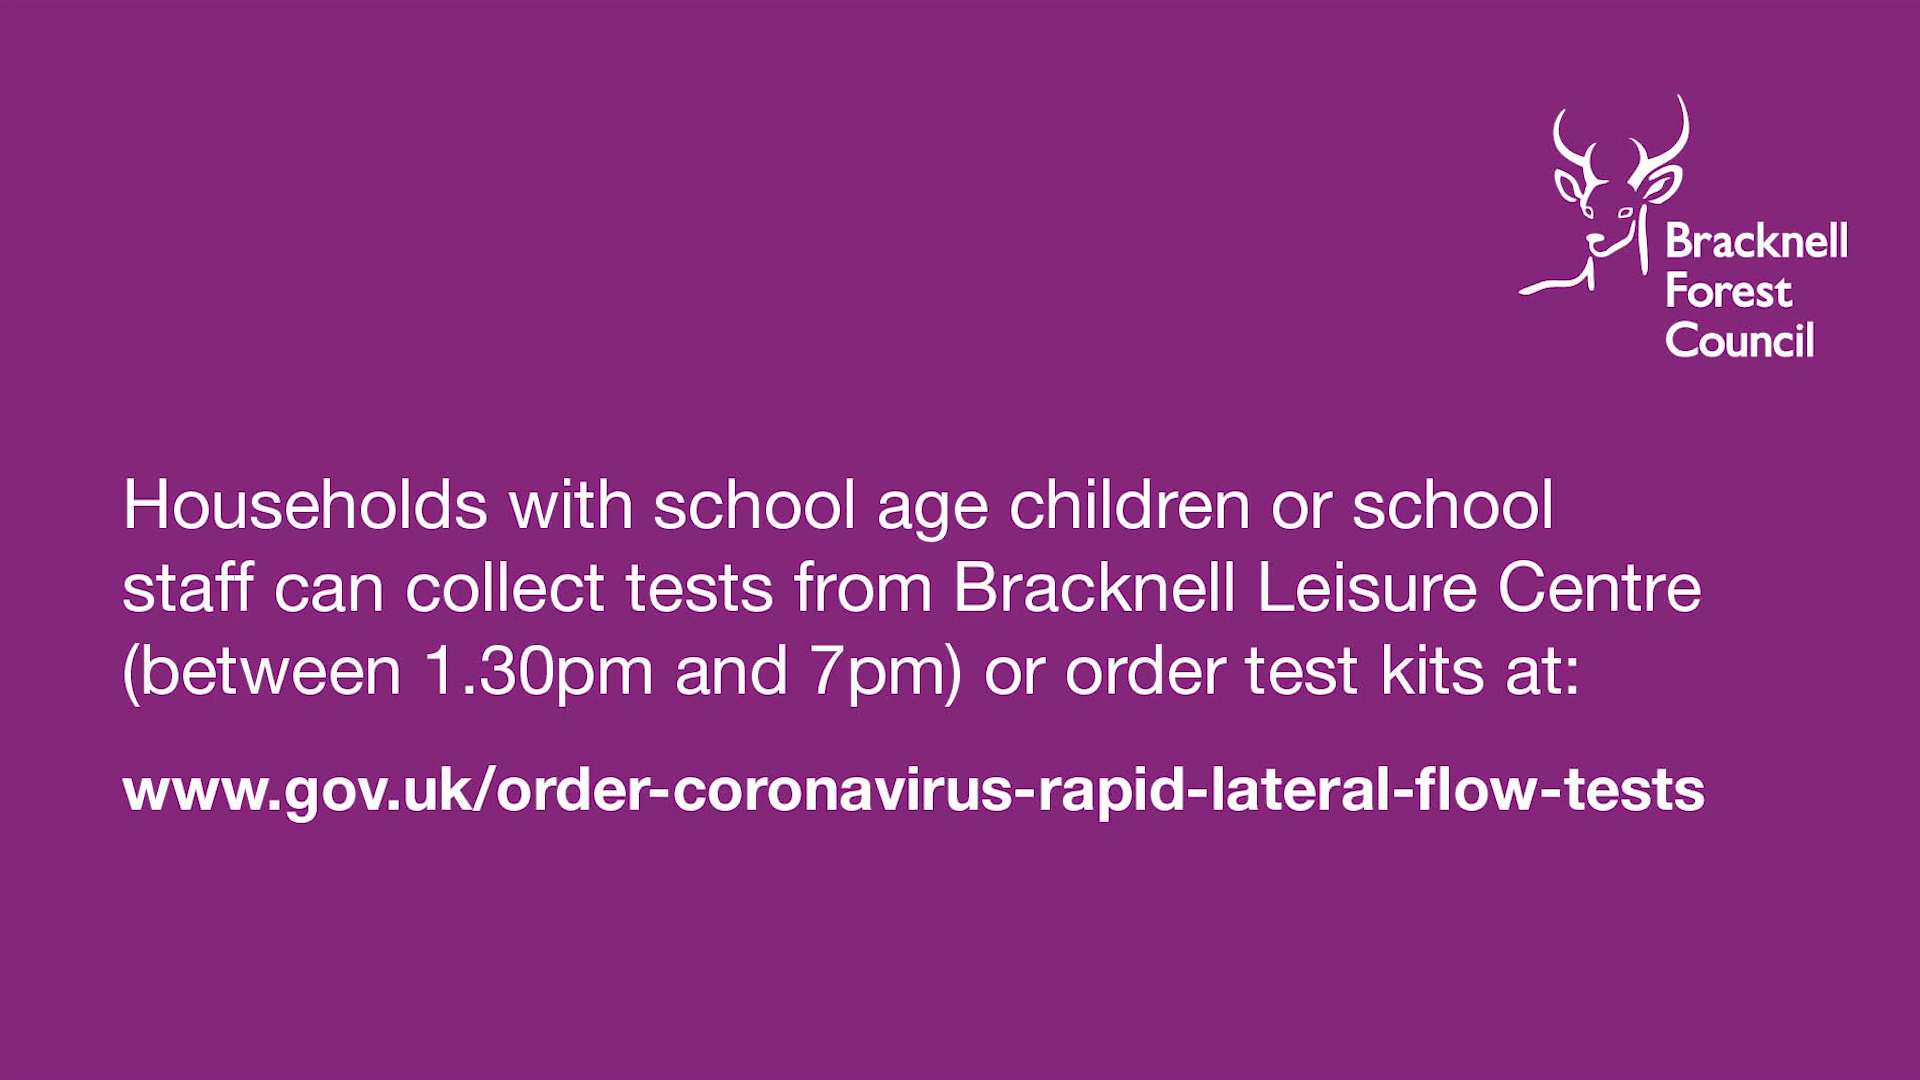 Bracknell
Forest
Council
Households with school age children or school
staff can collect tests from Bracknell Leisure Centre
(between 1.30pm and 7pm) or order test kits at:
www.gov.uk/order-coronavirus-rapid-lateral-flow-tests